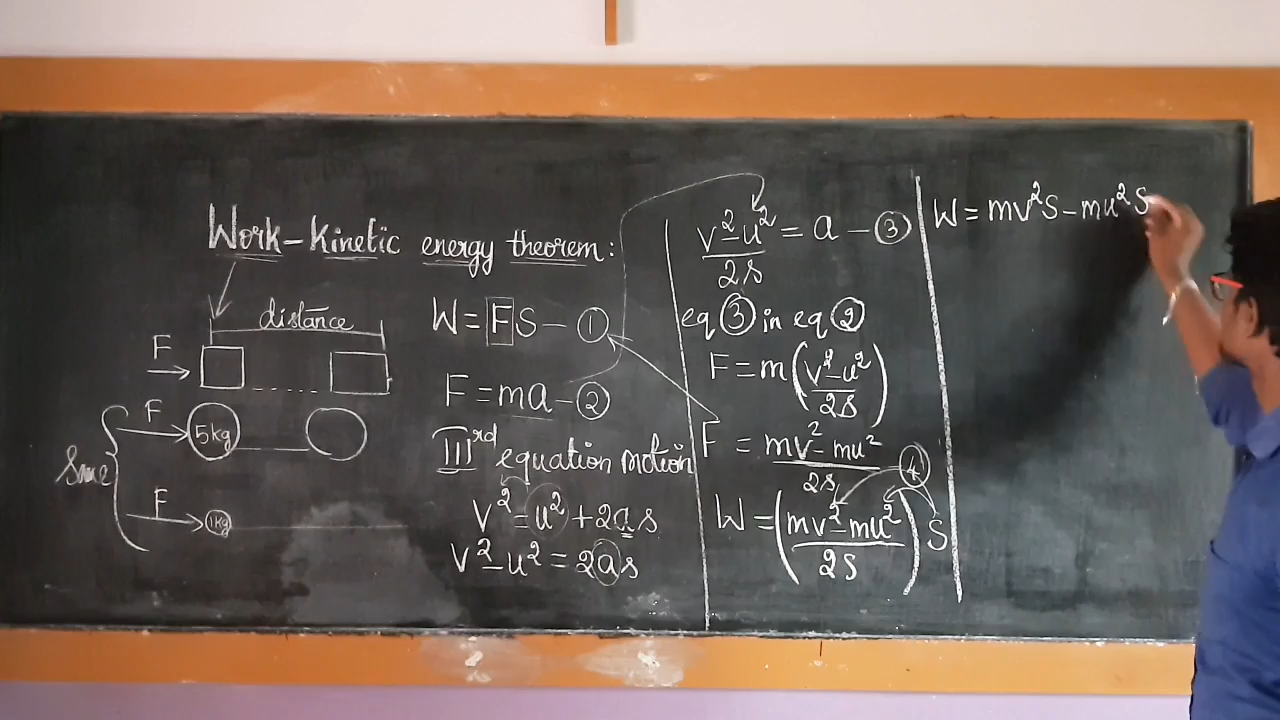 Work-Kinetic energy theorem:
distance
F
F
5kg
Same
F
1kg
W = FS - ①
F = ma - ②
IIIrd equation motion
v² = u² + 2as
v² - u² = 2as
v² - u² / 2s = a - ③
eq ③ in eq ②
F = m(v² - u² / 2s)
F = mv² - mu² / 2s
④
W = (mv² - mu² / 2s) S
W = mv²S - mu²S